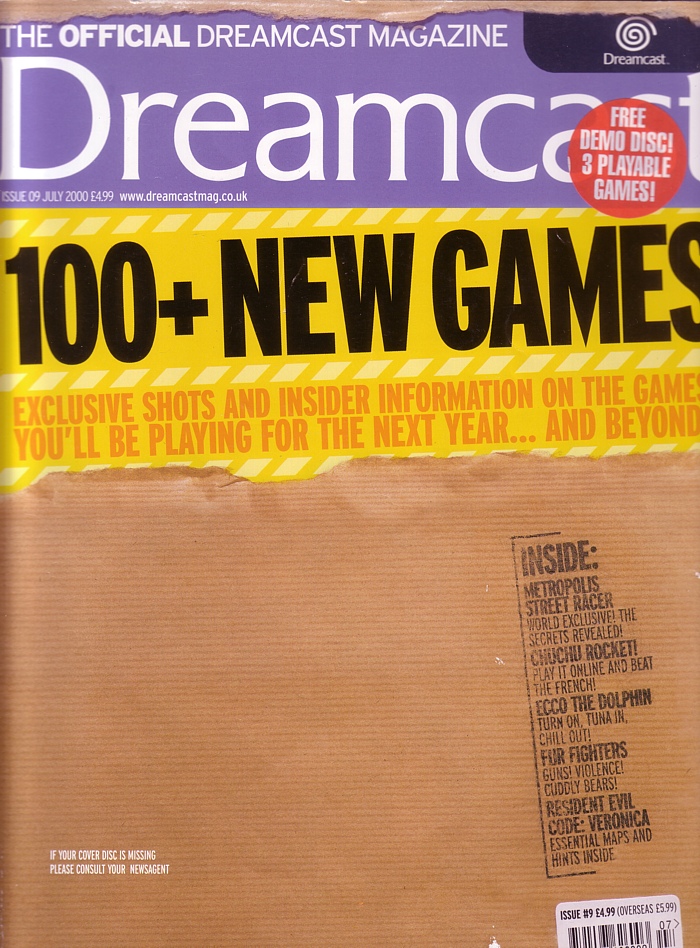 THE OFFICIAL DREAMCAST MAGAZINE
Dreamcast
Dreamcast
ISSUE 09 JULY 2000 £4.99 www.dreamcastmag.co.uk
FREE
DEMO DISC!
3 PLAYABLE
GAMES!
100+ NEW GAMES
EXCLUSIVE SHOTS AND INSIDER INFORMATION ON THE GAMES
YOU'LL BE PLAYING FOR THE NEXT YEAR... AND BEYOND
INSIDE:
METROPOLIS
STREET RACER
WORLD EXCLUSIVE! THE
SECRETS REVEALED!
CHUCHU ROCKET!
PLAY IT ONLINE AND BEAT
THE FRENCH!
ECCO THE DOLPHIN
TURN ON, TUNA IN,
CHILL OUT!
FUR FIGHTERS
GUNS! VIOLENCE!
CUDDLY BEARS!
RESIDENT EVIL
CODE: VERONICA
ESSENTIAL MAPS AND
HINTS INSIDE
IF YOUR COVER DISC IS MISSING
PLEASE CONSULT YOUR NEWSAGENT
ISSUE #9 £4.99 (OVERSEAS £5.99)
07>